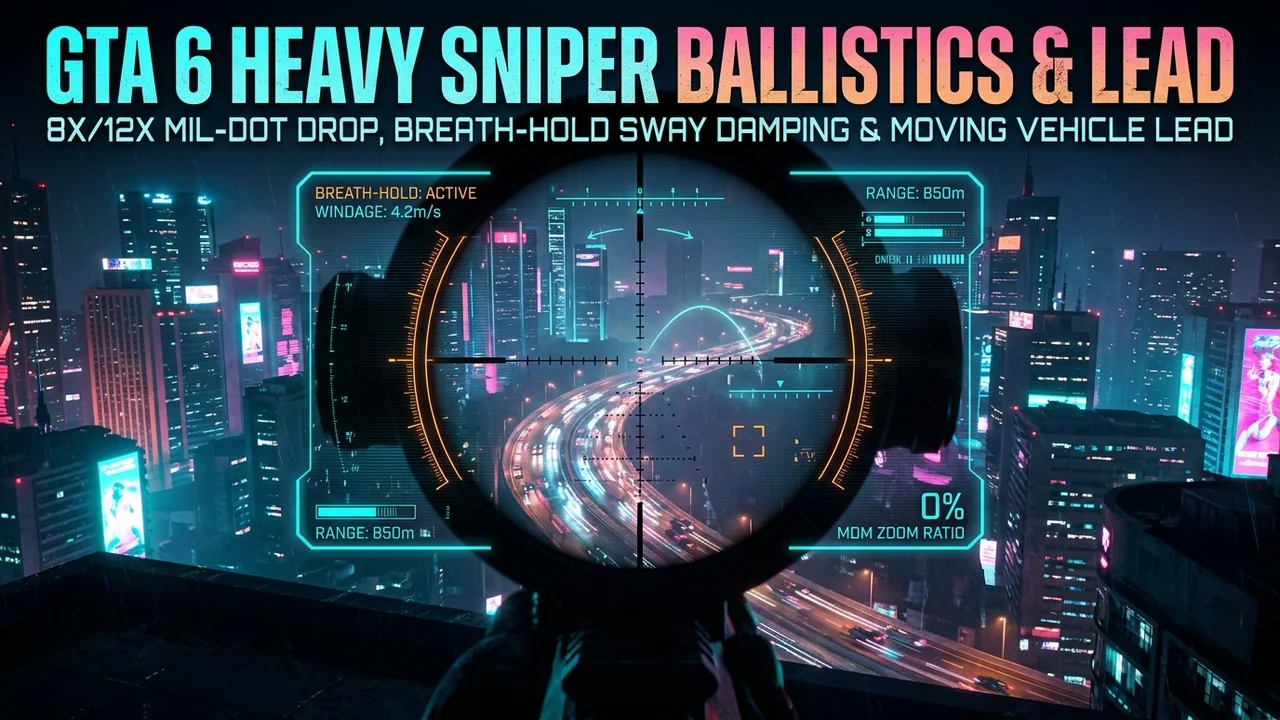 GTA 6 HEAVY SNIPER BALLISTICS & LEAD
8X/12X MIL-DOT DROP, BREATH-HOLD SWAY DAMPING & MOVING VEHICLE LEAD
BREATH-HOLD: ACTIVE
WINDAGE: 4.2m/s
RANGE: 850m
RANGE: 850m
0%
MDM ZOOM RATIO